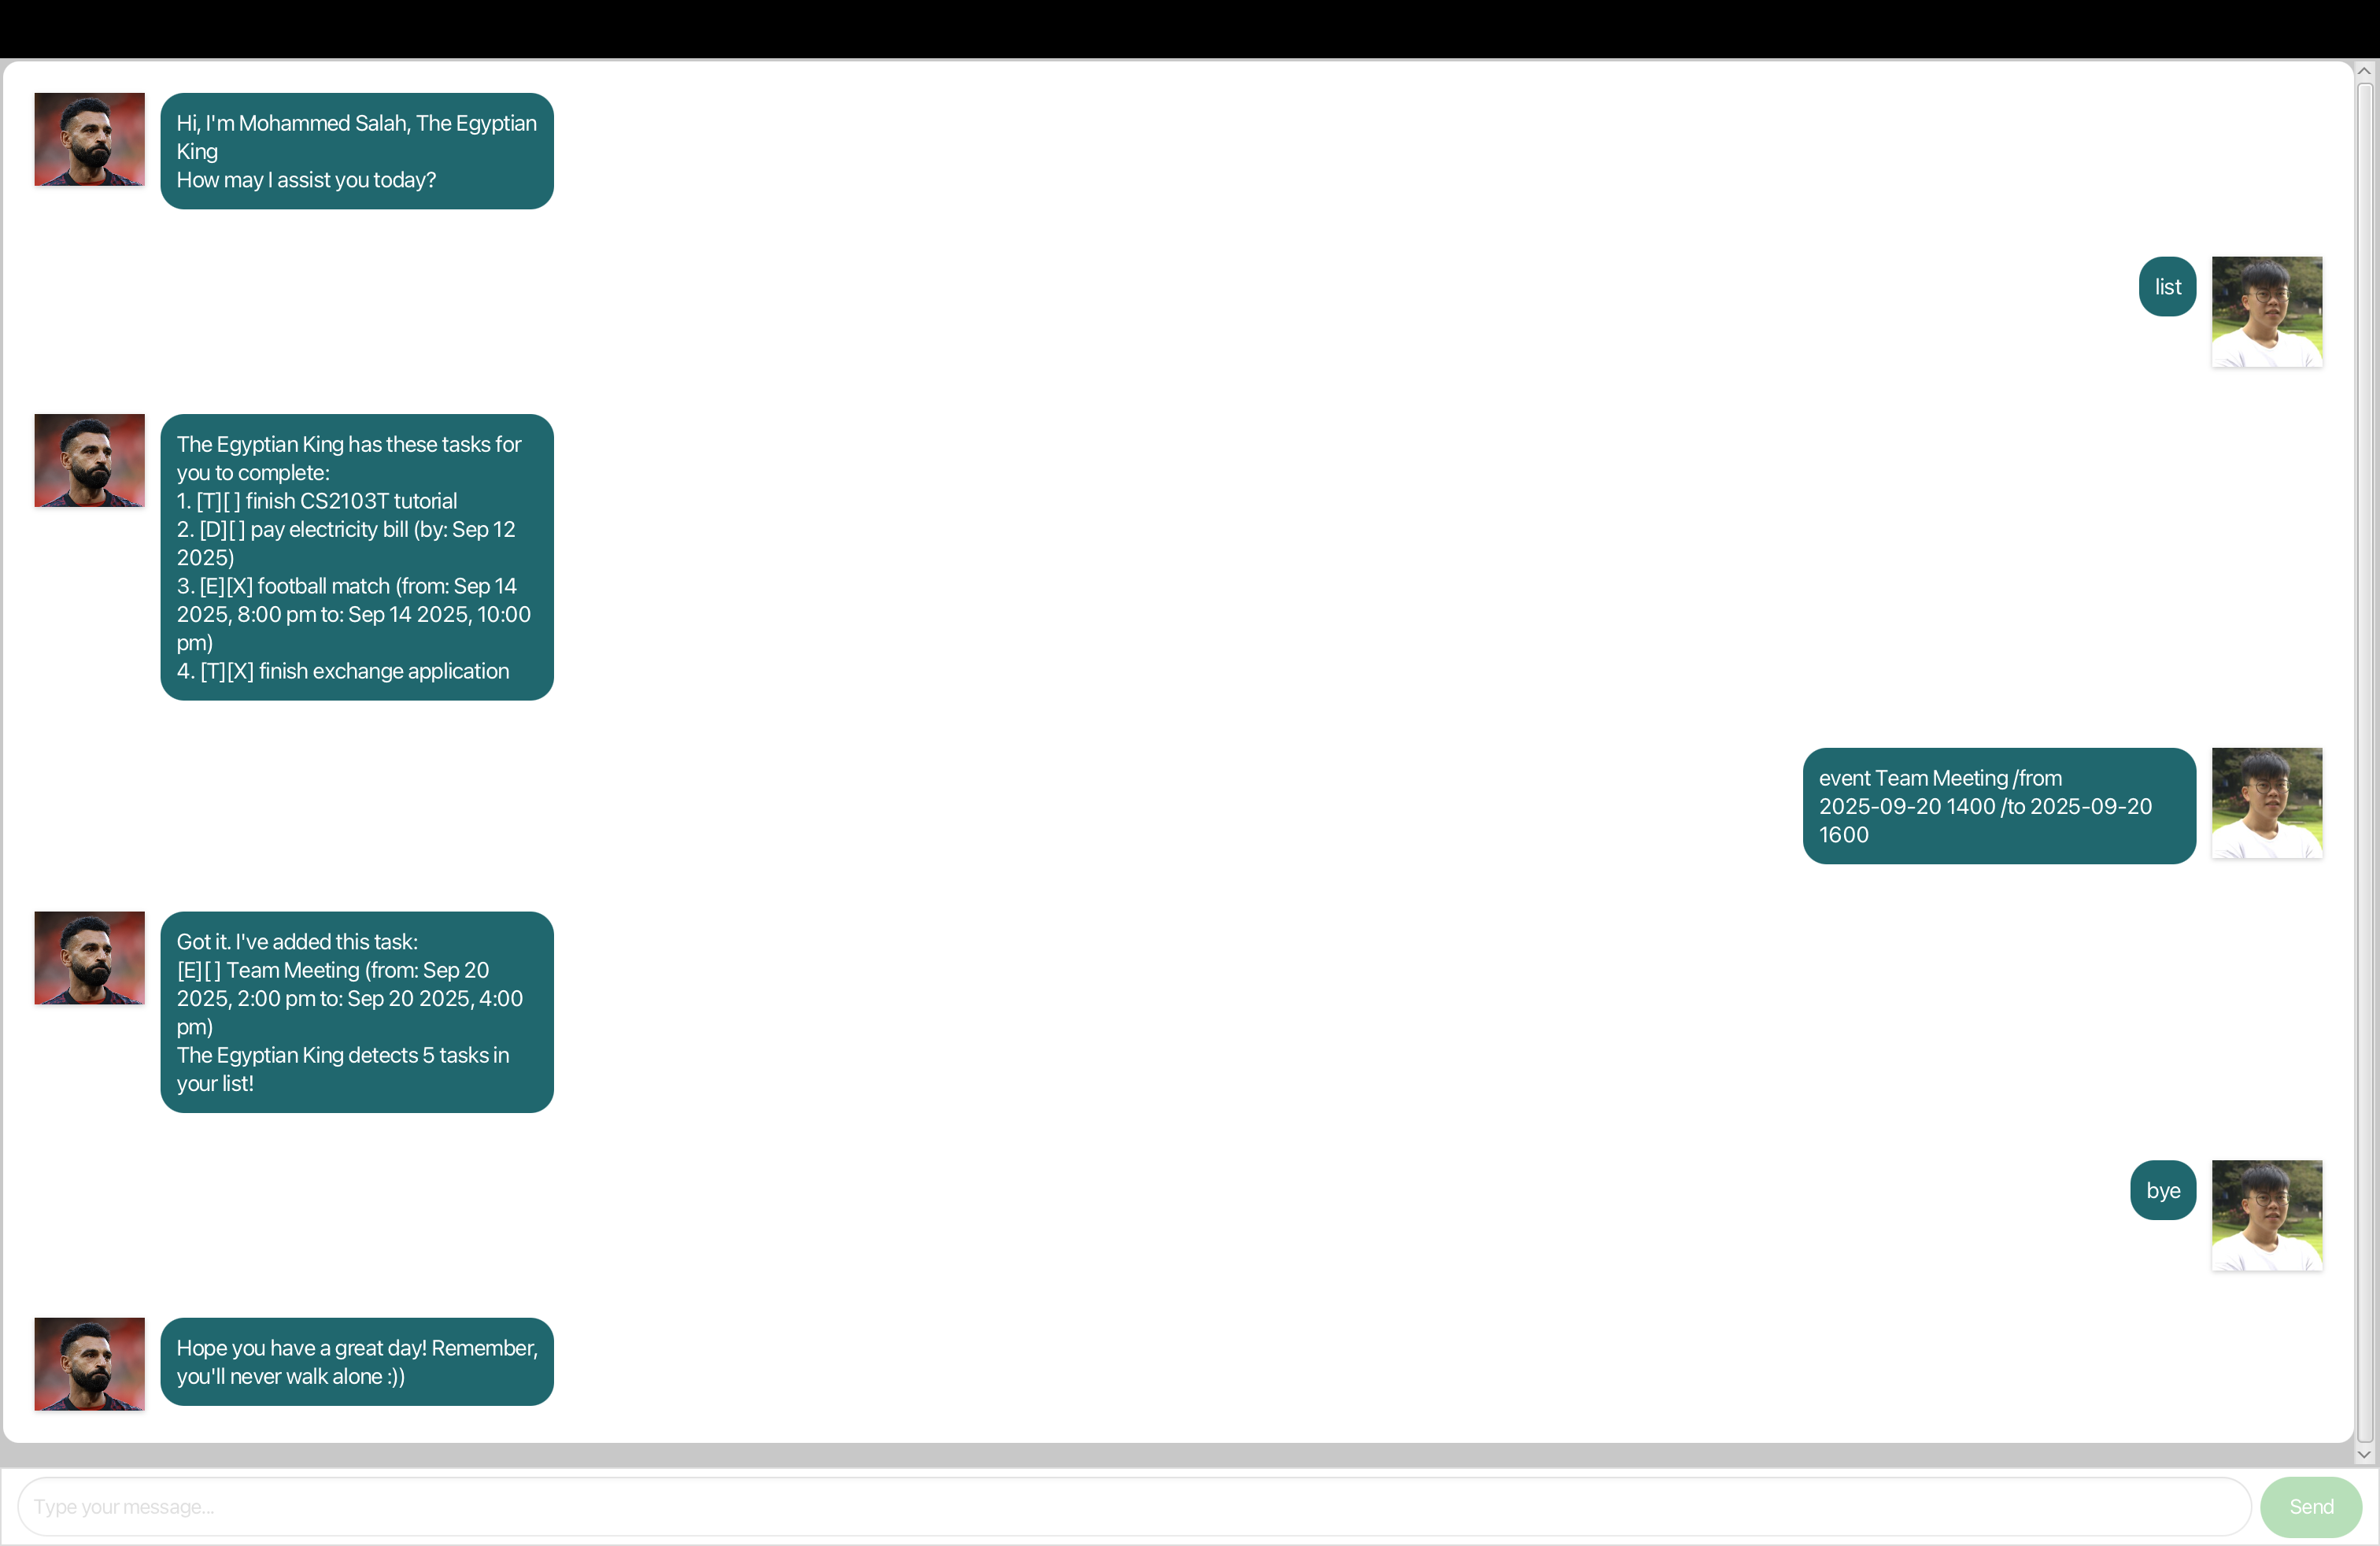 Hi, I'm Mohammed Salah, The Egyptian
King
How may I assist you today?
list
The Egyptian King has these tasks for
you to complete:
1. [T][ ] finish CS2103T tutorial
2. [D][ ] pay electricity bill (by: Sep 12
2025)
3. [E][X] football match (from: Sep 14
2025, 8:00 pm to: Sep 14 2025, 10:00
pm)
4. [T][X] finish exchange application
event Team Meeting /from
2025-09-20 1400 /to 2025-09-20
1600
Got it. I've added this task:
[E][ ] Team Meeting (from: Sep 20
2025, 2:00 pm to: Sep 20 2025, 4:00
pm)
The Egyptian King detects 5 tasks in
your list!
bye
Hope you have a great day! Remember,
you'll never walk alone :))
Type your message...
Send